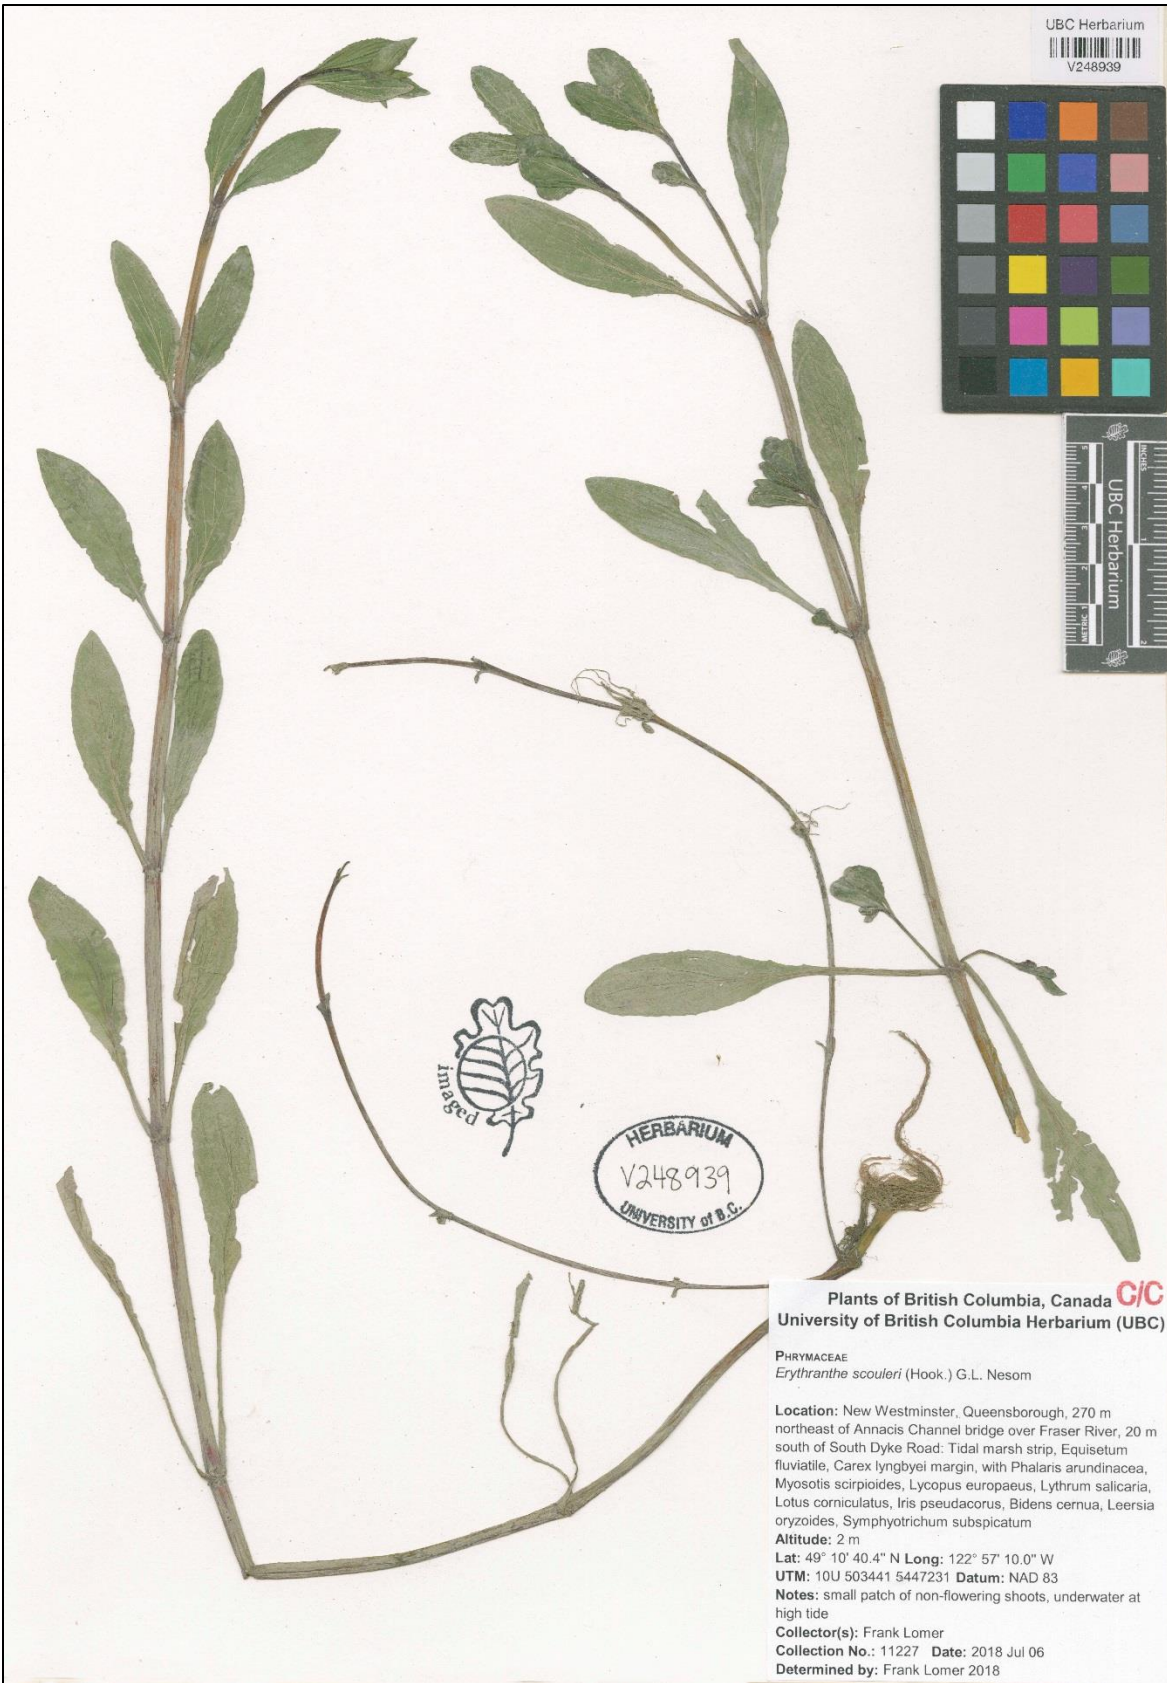 UBC Herbarium
V248939
INCHES
1
2
UBC Herbarium
5
4
2
METRIC 1
imaged
HERBARIUM
V248939
UNIVERSITY of B.C.
Plants of British Columbia, Canada C/C
University of British Columbia Herbarium (UBC)
PHRYMACEAE
Erythranthe scouleri (Hook.) G.L. Nesom
Location: New Westminster, Queensborough, 270 m
northeast of Annacis Channel bridge over Fraser River, 20 m
south of South Dyke Road: Tidal marsh strip, Equisetum
fluviatile, Carex lyngbyei margin, with Phalaris arundinacea,
Myosotis scirpioides, Lycopus europaeus, Lythrum salicaria,
Lotus corniculatus, Iris pseudacorus, Bidens cernua, Leersia
oryzoides, Symphyotrichum subspicatum
Altitude: 2 m
Lat: 49° 10' 40.4" N Long: 122° 57' 10.0" W
UTM: 10U 503441 5447231 Datum: NAD 83
Notes: small patch of non-flowering shoots, underwater at
high tide
Collector(s): Frank Lomer
Collection No.: 11227 Date: 2018 Jul 06
Determined by: Frank Lomer 2018